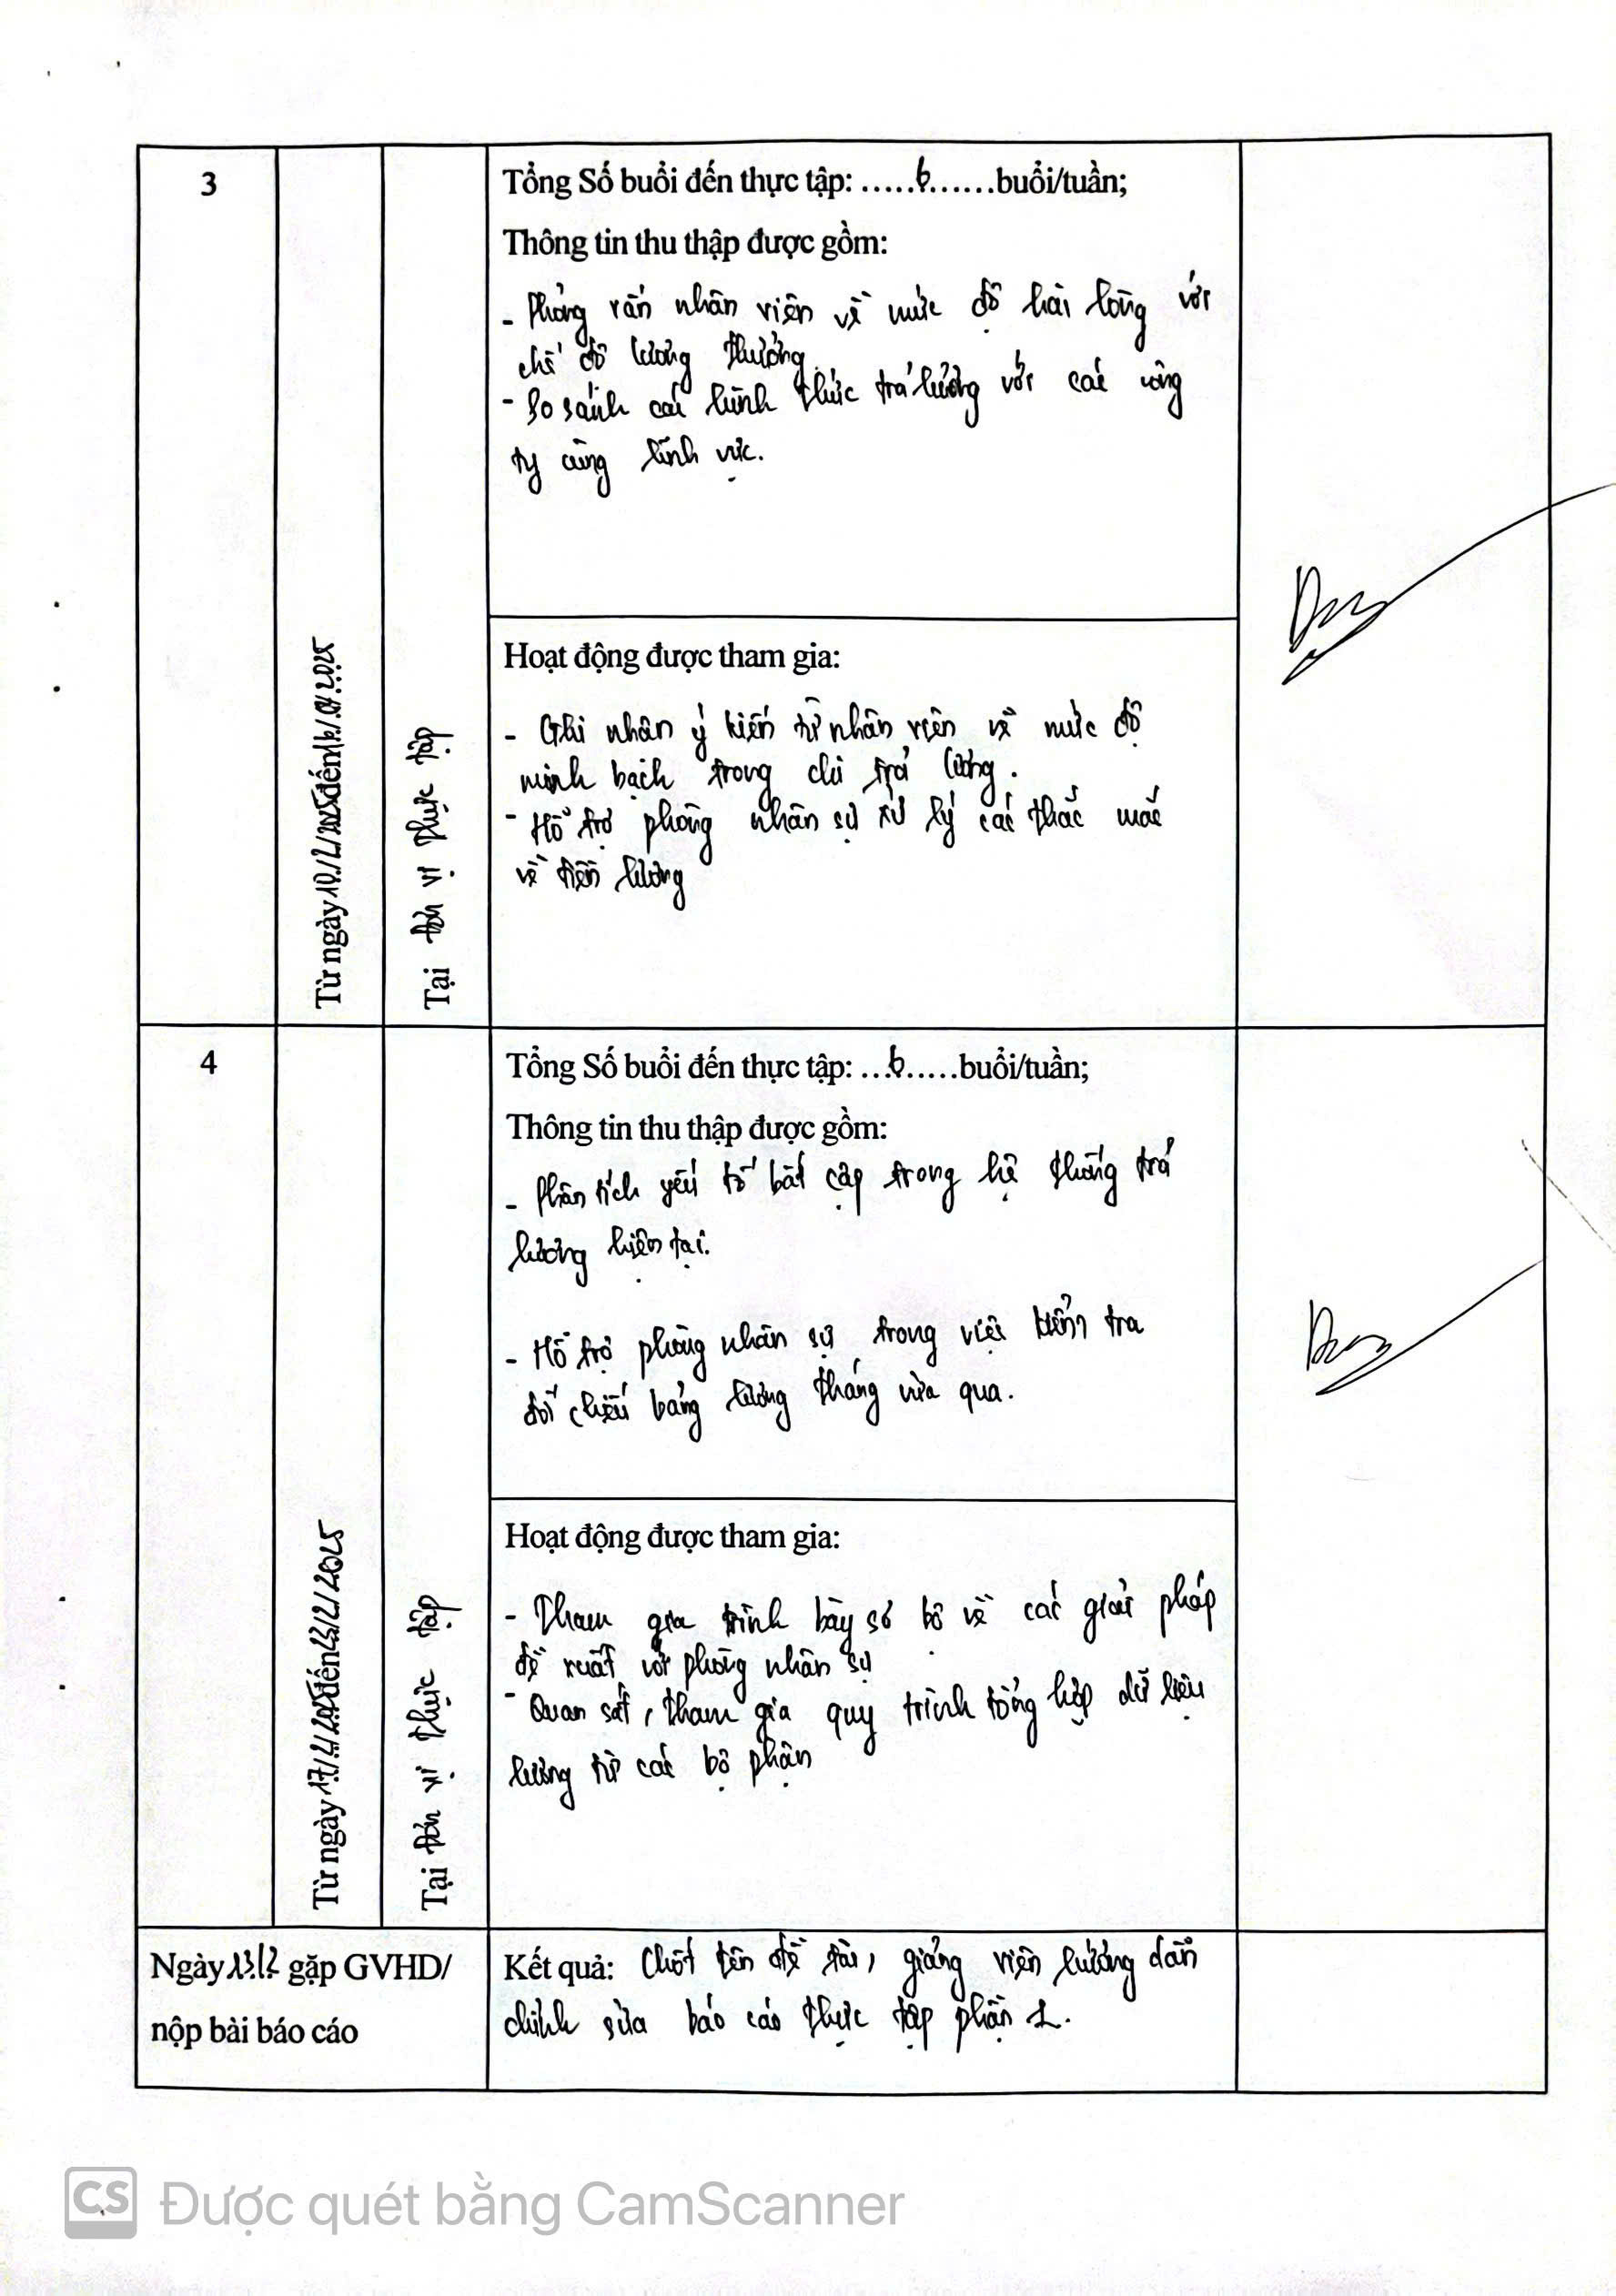 3
Từ ngày 10/2/2025 đến 16/2/2025
Tại đơn vị thực tập
Tổng Số buổi đến thực tập: .....6......buổi/tuần;
Thông tin thu thập được gồm:
- Phỏng vấn nhân viên về mức độ hài lòng với
chế độ lương thưởng.
- So sánh các hình thức trả lương với các công
ty cùng lĩnh vực.
Hoạt động được tham gia:
- Ghi nhận ý kiến từ nhân viên về mức độ
minh bạch trong chi trả lương.
- Hỗ trợ phòng nhân sự xử lý các thắc mắc
về tiền lương
4
Từ ngày 17/2/2025 đến 23/2/2025
Tại đơn vị thực tập
Tổng Số buổi đến thực tập: ...6.....buổi/tuần;
Thông tin thu thập được gồm:
- Phân tích yếu tố bất cập trong hệ thống trả
lương hiện tại.
- Hỗ trợ phòng nhân sự trong việc kiểm tra
đối chiếu bảng lương tháng vừa qua.
Hoạt động được tham gia:
- Tham gia trình bày sơ bộ về các giải pháp
đề xuất với phòng nhân sự
- Quan sát, tham gia quy trình tổng hợp dữ liệu
lương từ các bộ phận
Ngày 23/2 gặp GVHD/
nộp bài báo cáo
Kết quả: Chốt tên đề tài, giảng viên hướng dẫn
chỉnh sửa báo cáo thực tập phần 1.
CS Được quét bằng CamScanner